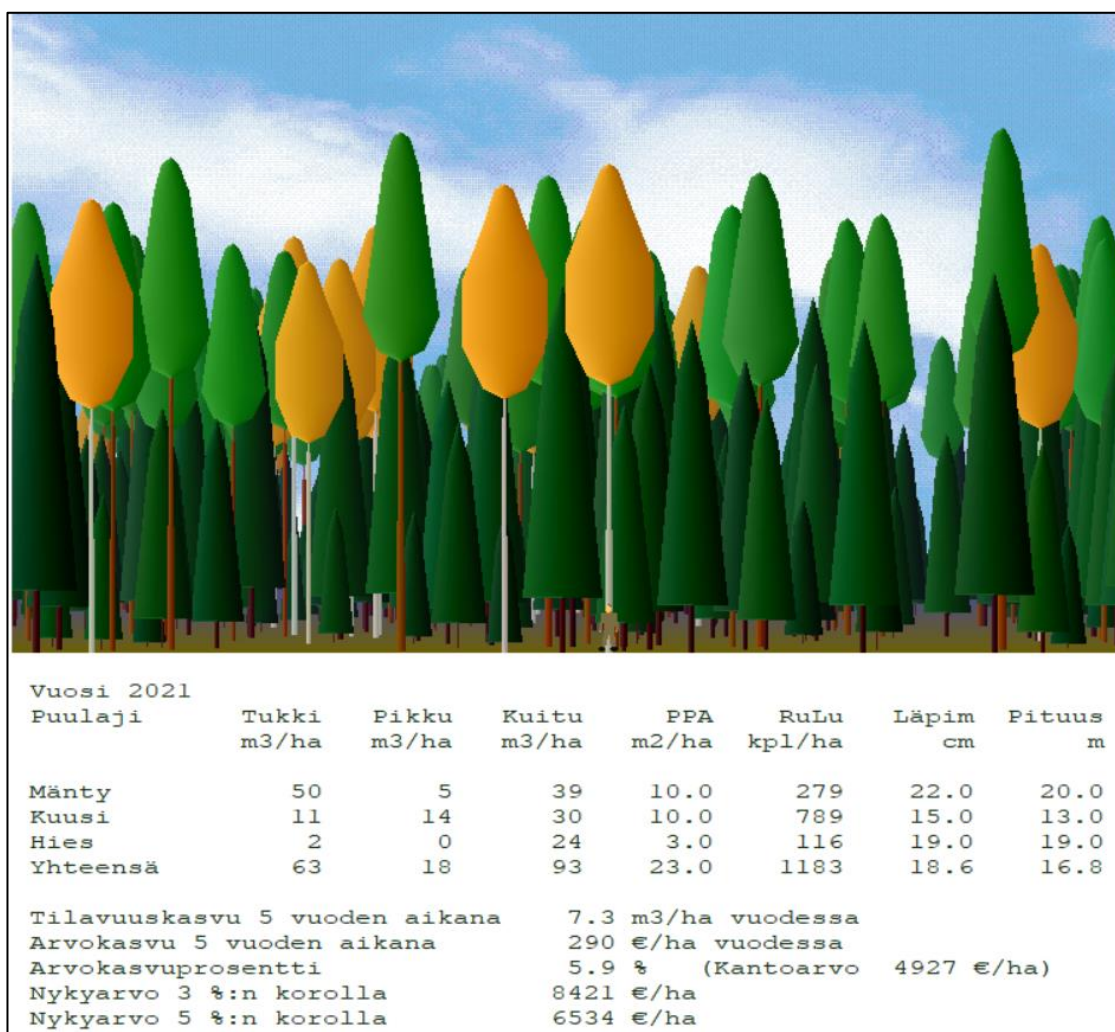 Vuosi 2021
Puulaji Tukki Pikku Kuitu PPA RuLu Läpim Pituus
m3/ha m3/ha m3/ha m2/ha kpl/ha cm m
Mänty 50 5 39 10.0 279 22.0 20.0
Kuusi 11 14 30 10.0 789 15.0 13.0
Hies 2 0 24 3.0 116 19.0 19.0
Yhteensä 63 18 93 23.0 1183 18.6 16.8
Tilavuuskasvu 5 vuoden aikana 7.3 m3/ha vuodessa
Arvokasvu 5 vuoden aikana 290 €/ha vuodessa
Arvokasvuprosentti 5.9 % (Kantoarvo 4927 €/ha)
Nykyarvo 3 %:n korolla 8421 €/ha
Nykyarvo 5 %:n korolla 6534 €/ha